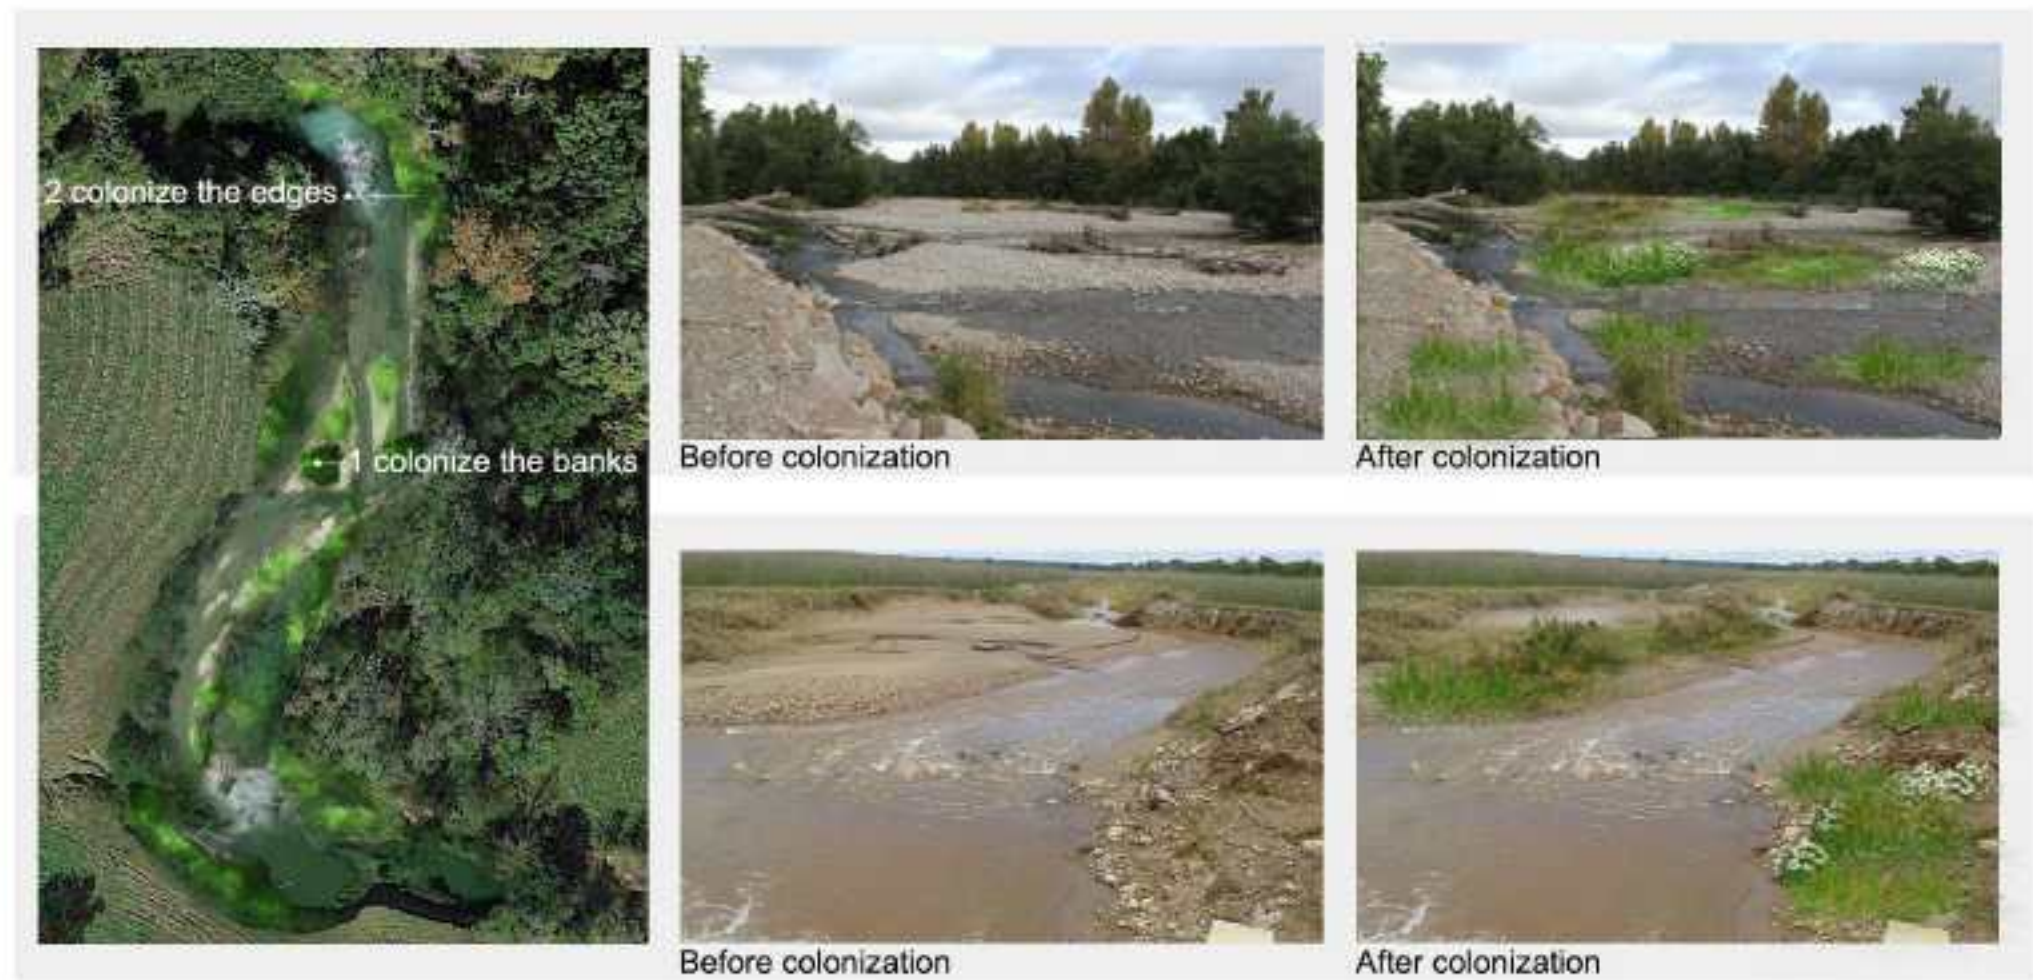 2 colonize the edges
1 colonize the banks
Before colonization
After colonization
Before colonization
After colonization